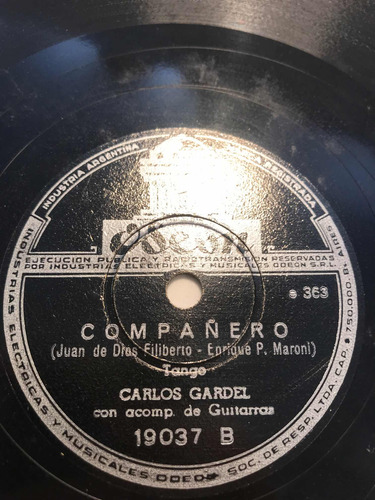 INDUSTRIA ARGENTINA
REGISTRADA
Odeon
EJECUCION PUBLICA Y RADIOTRANSMISION RESERVADAS
POR INDUSTRIAS ELECTRICAS Y MUSICALES ODEON S.R.L.
e 363
COMPAÑERO
(Juan de Dios Filiberto - Enrique P. Maroni)
Tango
CARLOS GARDEL
con acomp. de Guitarras
19037 B
INDUSTRIAS ELECTRICAS Y MUSICALES ODEON SOC. DE RESP. LTDA. CAP. $ 750.000 - B. AIRES